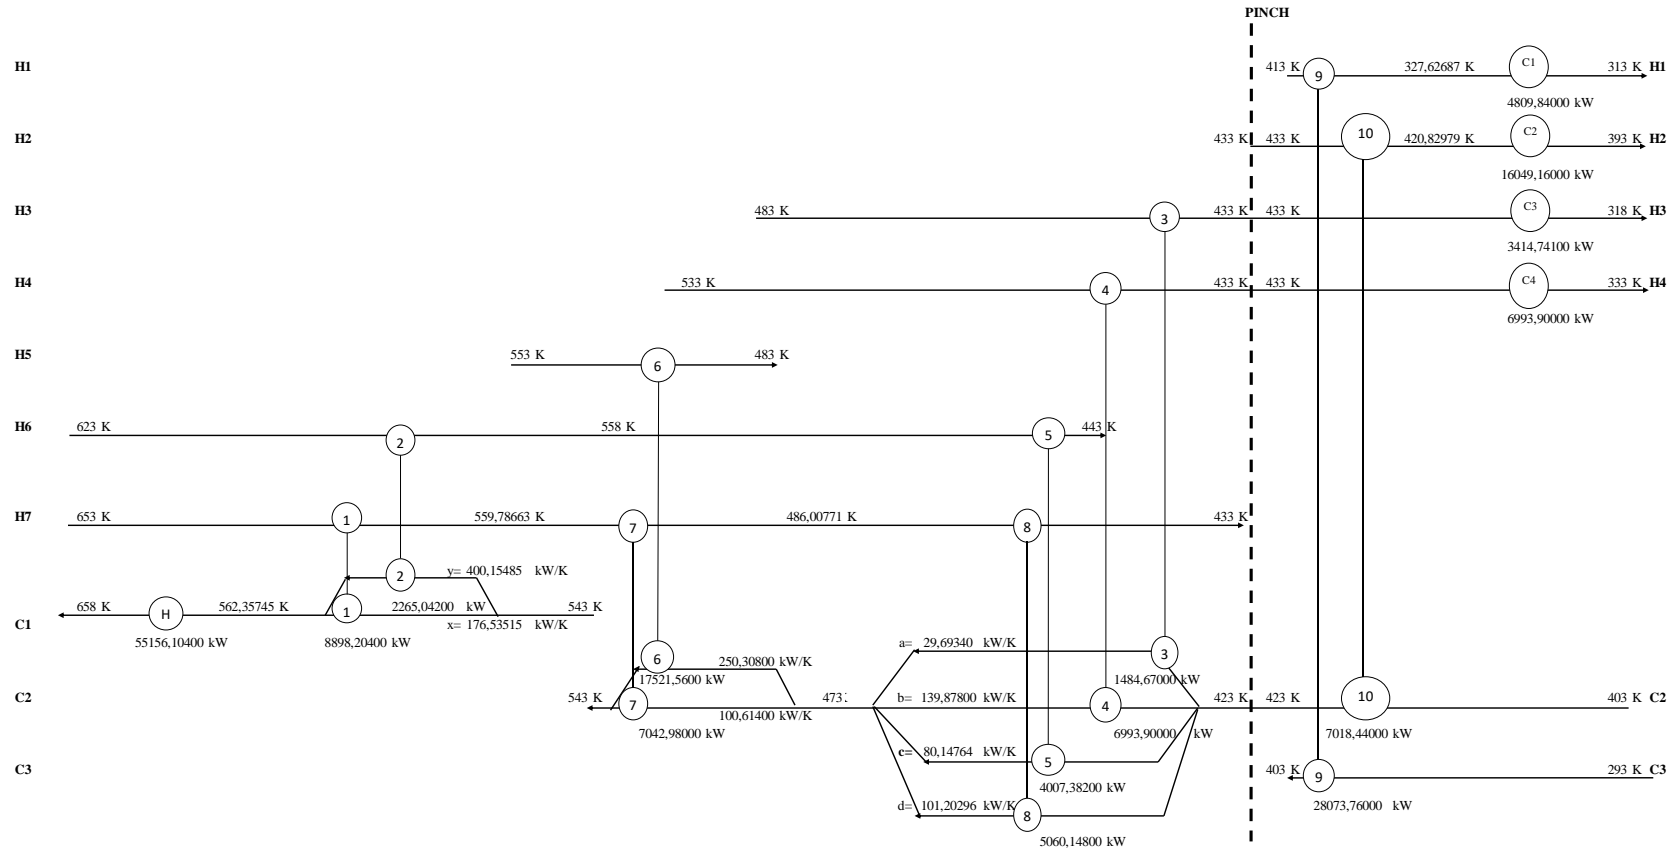 PINCH
H1
413 K
9
327,62687 K
C1
313 K
H1
4809,84000 kW
H2
433 K
433 K
10
420,82979 K
C2
393 K
H2
16049,16000 kW
H3
483 K
3
433 K
433 K
C3
318 K
H3
3414,74100 kW
H4
533 K
4
433 K
433 K
C4
333 K
H4
6993,90000 kW
H5
553 K
6
483 K
H6
623 K
2
558 K
5
443 K
H7
653 K
1
559,78663 K
7
486,00771 K
8
433 K
2
y= 400,15485 kW/K
C1
658 K
H
562,35745 K
1
2265,04200 kW
543 K
x= 176,53515 kW/K
55156,10400 kW
8898,20400 kW
6
250,30800 kW/K
17521,5600 kW
a= 29,69340 kW/K
3
1484,67000 kW
C2
543 K
7
473
b= 139,87800 kW/K
4
423 K
423 K
10
403 K
C2
100,61400 kW/K
7042,98000 kW
6993,90000 kW
7018,44000 kW
c= 80,14764 kW/K
5
4007,38200 kW
C3
403 K
9
293 K
C3
28073,76000 kW
d= 101,20296 kW/K
8
5060,14800 kW